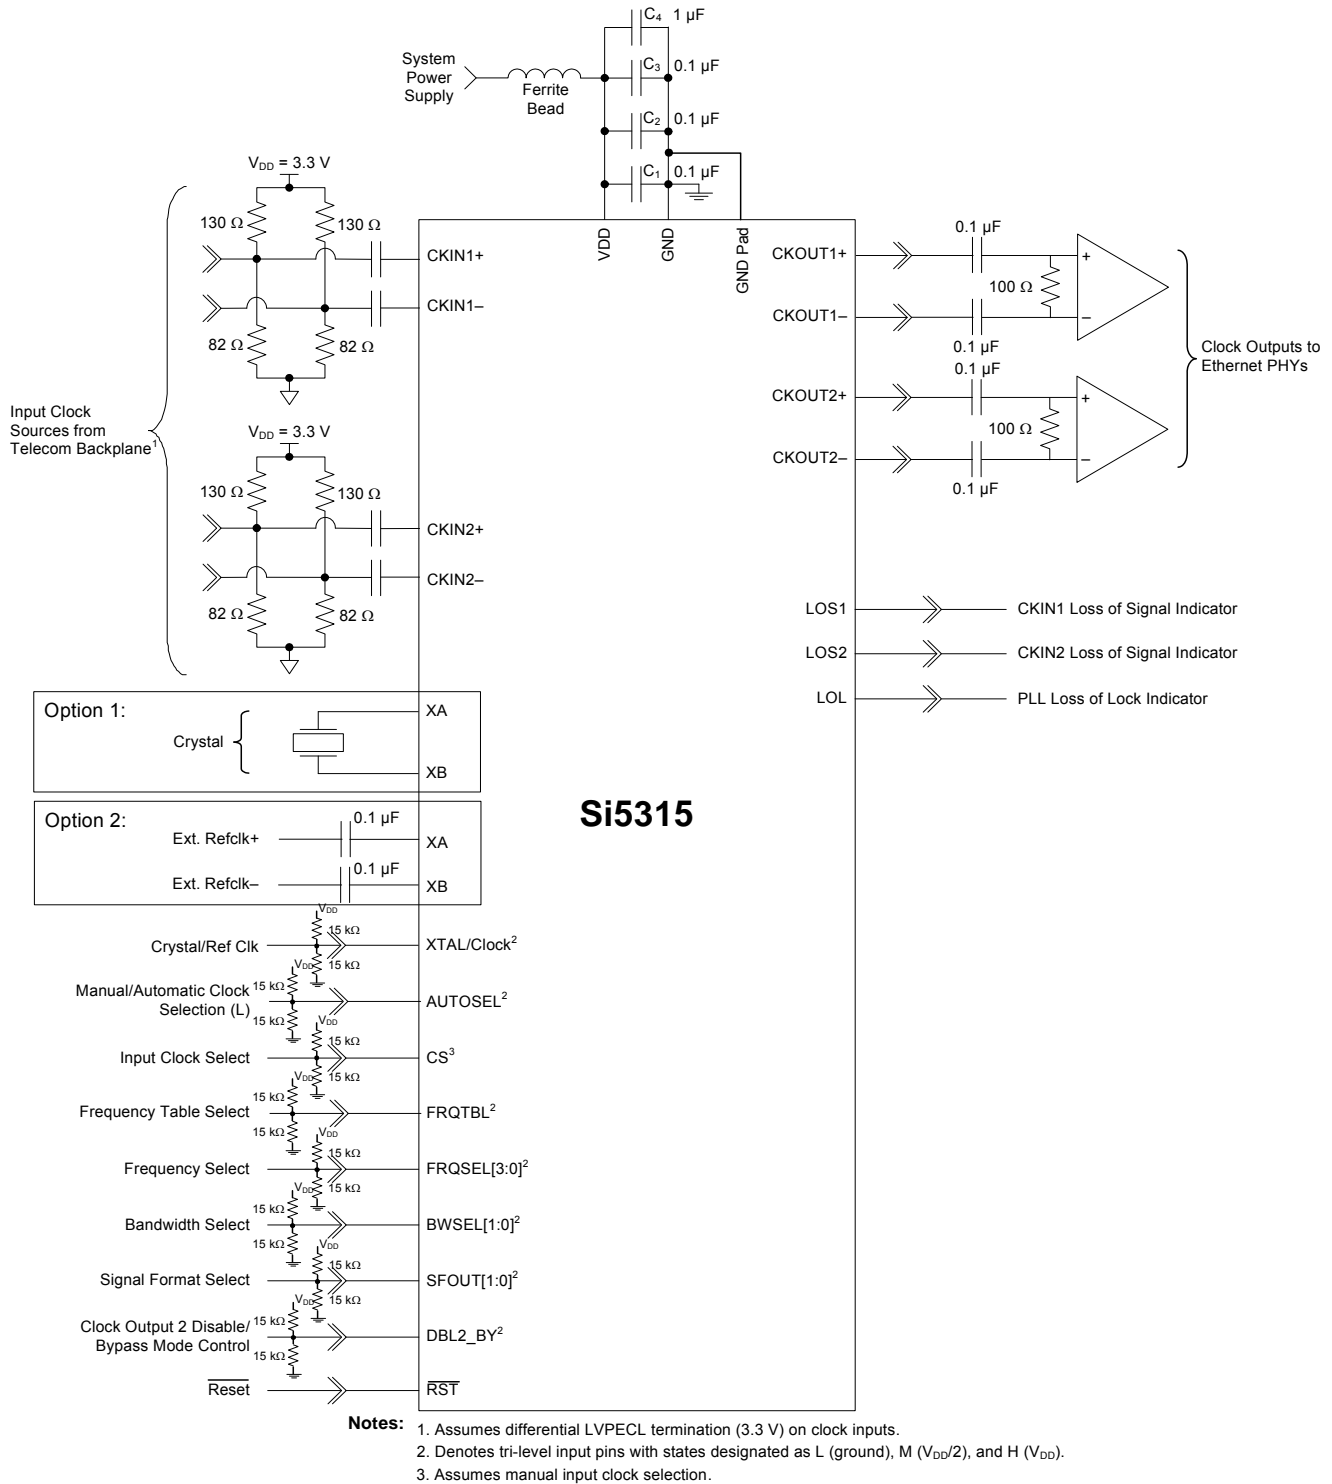 C4 1 µF
System
Power
Supply
Ferrite
Bead
C3 0.1 µF
C2 0.1 µF
C1 0.1 µF
VDD = 3.3 V
130 Ω
130 Ω
82 Ω
82 Ω
VDD = 3.3 V
130 Ω
130 Ω
82 Ω
82 Ω
Input Clock
Sources from
Telecom Backplane1
CKIN1+
CKIN1–
CKIN2+
CKIN2–
VDD
GND
GND Pad
CKOUT1+
CKOUT1–
CKOUT2+
CKOUT2–
0.1 µF
100 Ω
+
–
0.1 µF
0.1 µF
100 Ω
+
–
0.1 µF
Clock Outputs to
Ethernet PHYs
LOS1
CKIN1 Loss of Signal Indicator
LOS2
CKIN2 Loss of Signal Indicator
LOL
PLL Loss of Lock Indicator
Option 1:
Crystal
XA
XB
Option 2:
Ext. Refclk+
0.1 µF
XA
Ext. Refclk–
0.1 µF
XB
Si5315
VDD
15 kΩ
Crystal/Ref Clk
15 kΩ
XTAL/Clock2
VDD
15 kΩ
Manual/Automatic Clock
Selection (L)
15 kΩ
AUTOSEL2
VDD
15 kΩ
Input Clock Select
15 kΩ
CS3
VDD
15 kΩ
Frequency Table Select
15 kΩ
FRQTBL2
VDD
15 kΩ
Frequency Select
15 kΩ
FRQSEL[3:0]2
VDD
15 kΩ
Bandwidth Select
15 kΩ
BWSEL[1:0]2
VDD
15 kΩ
Signal Format Select
15 kΩ
SFOUT[1:0]2
VDD
15 kΩ
Clock Output 2 Disable/
Bypass Mode Control
15 kΩ
DBL2_BY2
Reset
RST
Notes: 1. Assumes differential LVPECL termination (3.3 V) on clock inputs.
2. Denotes tri-level input pins with states designated as L (ground), M (VDD/2), and H (VDD).
3. Assumes manual input clock selection.